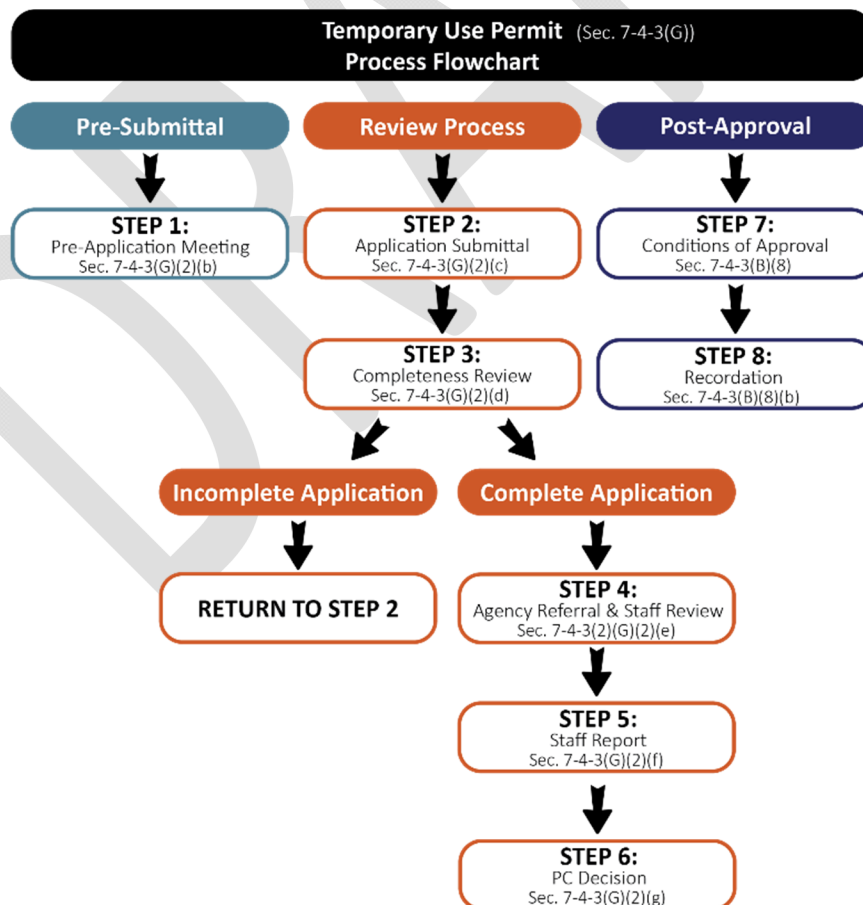 Temporary Use Permit (Sec. 7-4-3(G))
Process Flowchart
Pre-Submittal
STEP 1:
Pre-Application Meeting
Sec. 7-4-3(G)(2)(b)
Review Process
STEP 2:
Application Submittal
Sec. 7-4-3(G)(2)(c)
STEP 3:
Completeness Review
Sec. 7-4-3(G)(2)(d)
Incomplete Application
RETURN TO STEP 2
Complete Application
STEP 4:
Agency Referral & Staff Review
Sec. 7-4-3(2)(G)(2)(e)
STEP 5:
Staff Report
Sec. 7-4-3(G)(2)(f)
STEP 6:
PC Decision
Sec. 7-4-3(G)(2)(g)
Post-Approval
STEP 7:
Conditions of Approval
Sec. 7-4-3(B)(8)
STEP 8:
Recordation
Sec. 7-4-3(B)(8)(b)